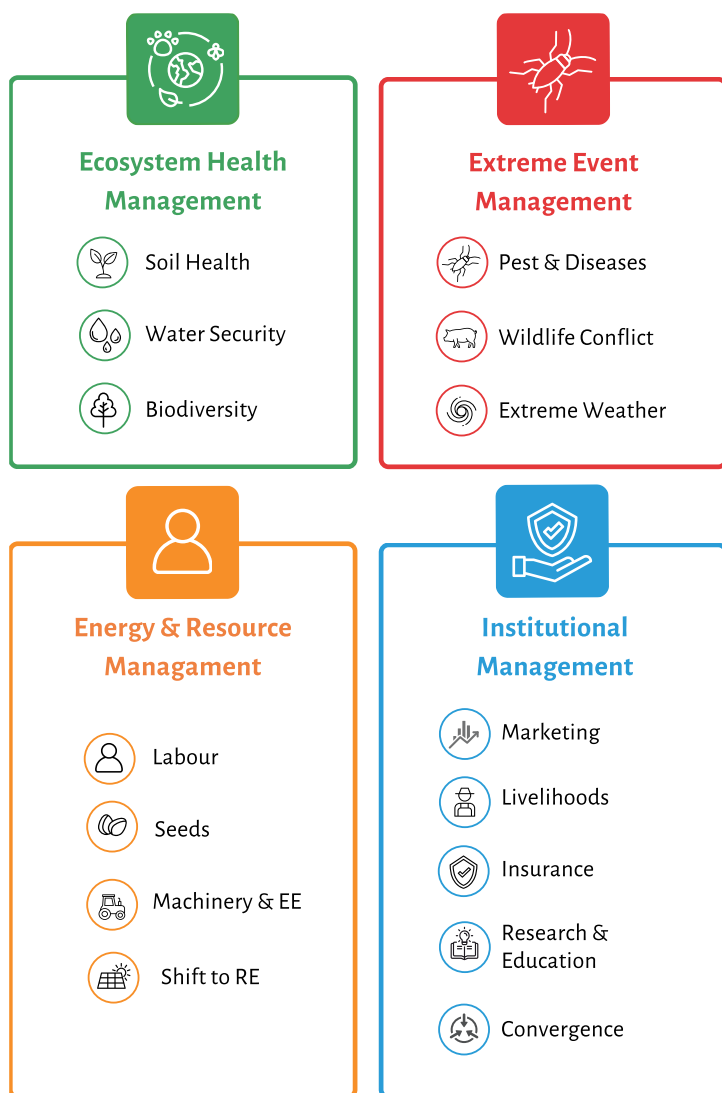 Ecosystem Health
Management
Soil Health
Water Security
Biodiversity
Extreme Event
Management
Pest & Diseases
Wildlife Conflict
Extreme Weather
Energy & Resource
Managament
Labour
Seeds
Machinery & EE
Shift to RE
Institutional
Management
Marketing
Livelihoods
Insurance
Research &
Education
Convergence